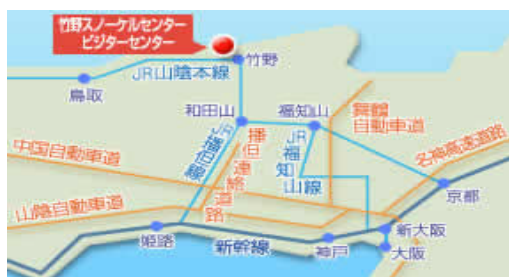 竹野スノーケルセンター
ビジターセンター
竹野
JR山陰本線
鳥取
和田山
福知山
舞鶴
自動車道
JR播但線
播但連絡道路
JR福知
山線
中国自動車道
名神高速道路
京都
山陰自動車道
新大阪
姫路
新幹線
神戸
大阪